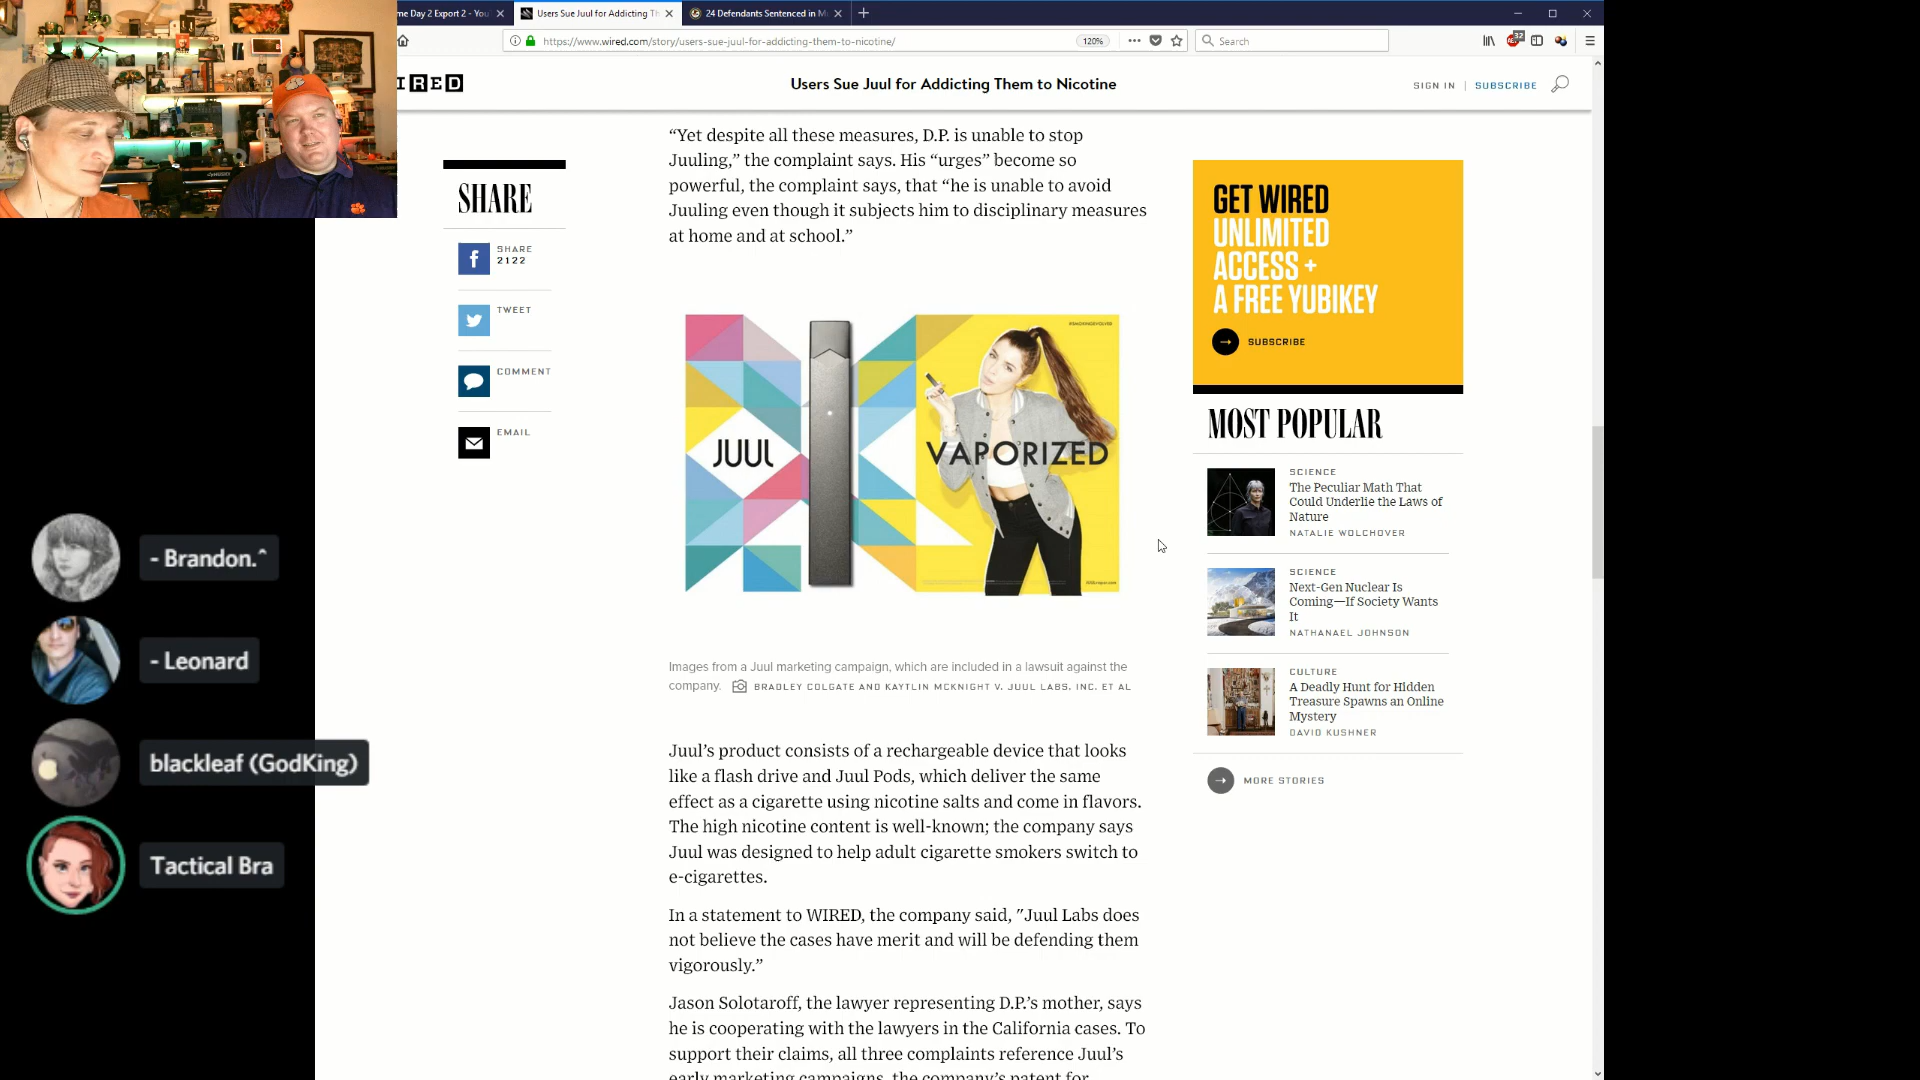 me Day 2 Export 2 - You
Users Sue Juul for Addicting Th
24 Defendants Sentenced in M
https://www.wired.com/story/users-sue-juul-for-addicting-them-to-nicotine/
120%
Search
32
IRED
Users Sue Juul for Addicting Them to Nicotine
SIGN IN | SUBSCRIBE
SHARE
SHARE
2122
TWEET
COMMENT
EMAIL
“Yet despite all these measures, D.P. is unable to stop
Juuling,” the complaint says. His “urges” become so
powerful, the complaint says, that “he is unable to avoid
Juuling even though it subjects him to disciplinary measures
at home and at school.”
JUUL
VAPORIZED
Images from a Juul marketing campaign, which are included in a lawsuit against the
company. BRADLEY COLGATE AND KAYTLIN MCKNIGHT V. JUUL LABS, INC. ET AL
Juul’s product consists of a rechargeable device that looks
like a flash drive and Juul Pods, which deliver the same
effect as a cigarette using nicotine salts and come in flavors.
The high nicotine content is well-known; the company says
Juul was designed to help adult cigarette smokers switch to
e-cigarettes.
In a statement to WIRED, the company said, "Juul Labs does
not believe the cases have merit and will be defending them
vigorously.”
Jason Solotaroff, the lawyer representing D.P.’s mother, says
he is cooperating with the lawyers in the California cases. To
support their claims, all three complaints reference Juul’s
early marketing campaigns, the company’s patent for
GET WIRED
UNLIMITED
ACCESS +
A FREE YUBIKEY
SUBSCRIBE
MOST POPULAR
SCIENCE
The Peculiar Math That
Could Underlie the Laws of
Nature
NATALIE WOLCHOVER
SCIENCE
Next-Gen Nuclear Is
Coming—If Society Wants
It
NATHANAEL JOHNSON
CULTURE
A Deadly Hunt for Hidden
Treasure Spawns an Online
Mystery
DAVID KUSHNER
MORE STORIES
- Brandon.^
- Leonard
blackleaf (GodKing)
Tactical Bra